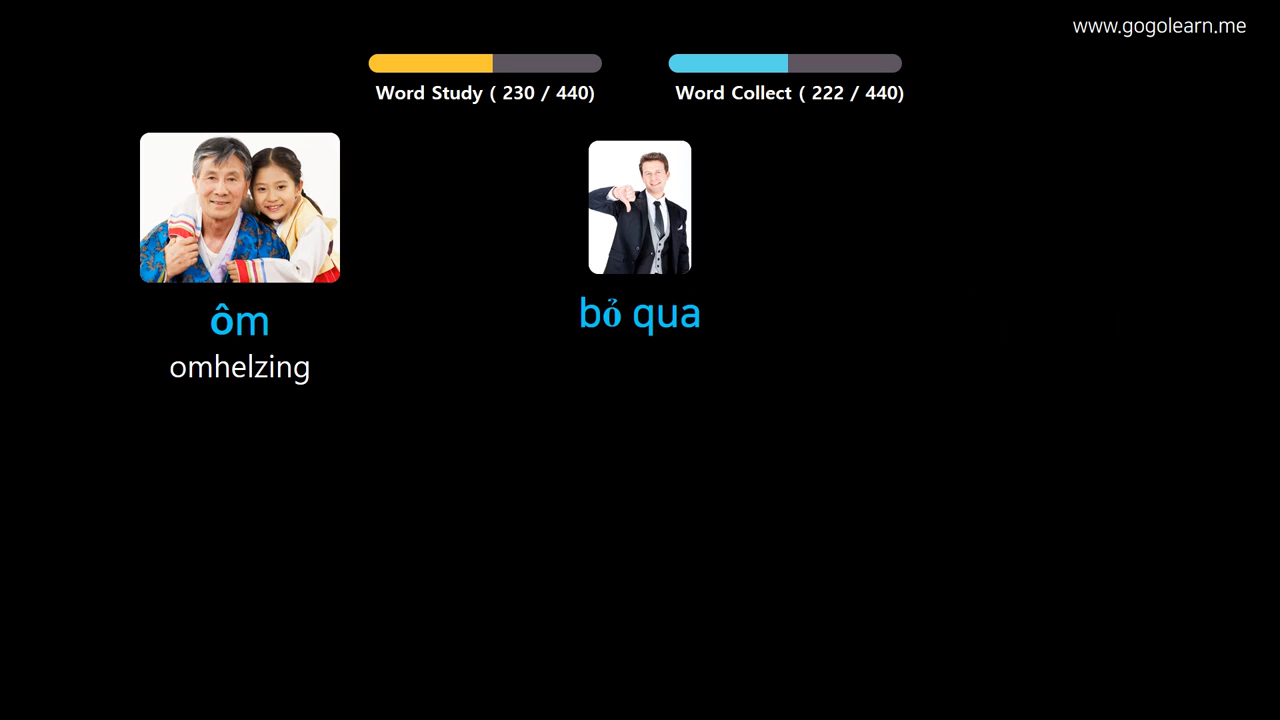 www.gogolearn.me
Word Study ( 230 / 440)
Word Collect ( 222 / 440)
ôm
omhelzing
bỏ qua